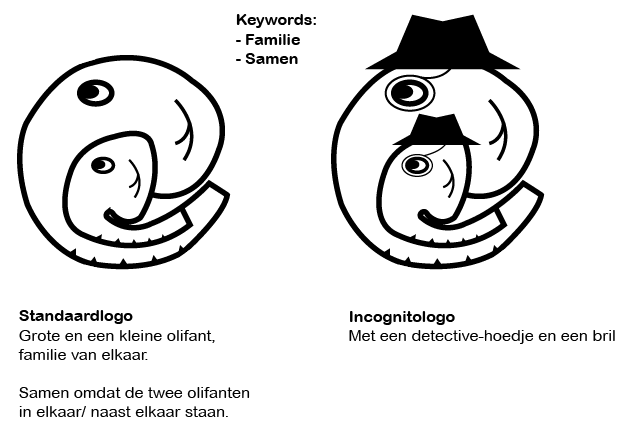 Keywords:
- Familie
- Samen
Standaardlogo
Grote en een kleine olifant,
familie van elkaar.
Samen omdat de twee olifanten
in elkaar/ naast elkaar staan.
Incognitologo
Met een detective-hoedje en een bril